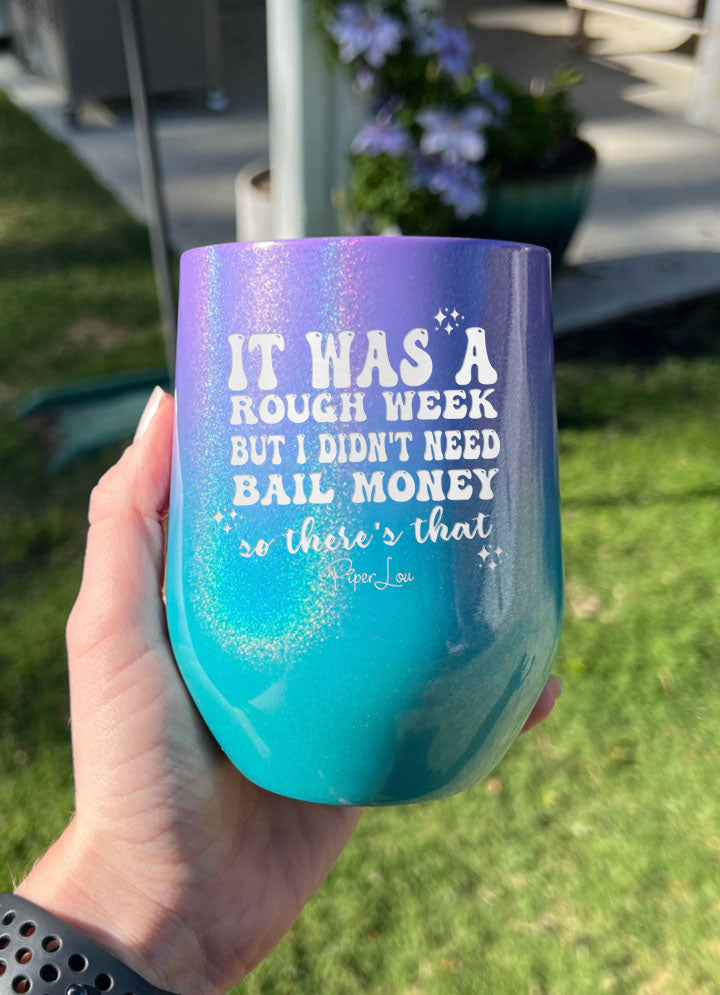 IT WAS A
ROUGH WEEK
BUT I DIDN'T NEED
BAIL MONEY
so there's that
Piper Lou